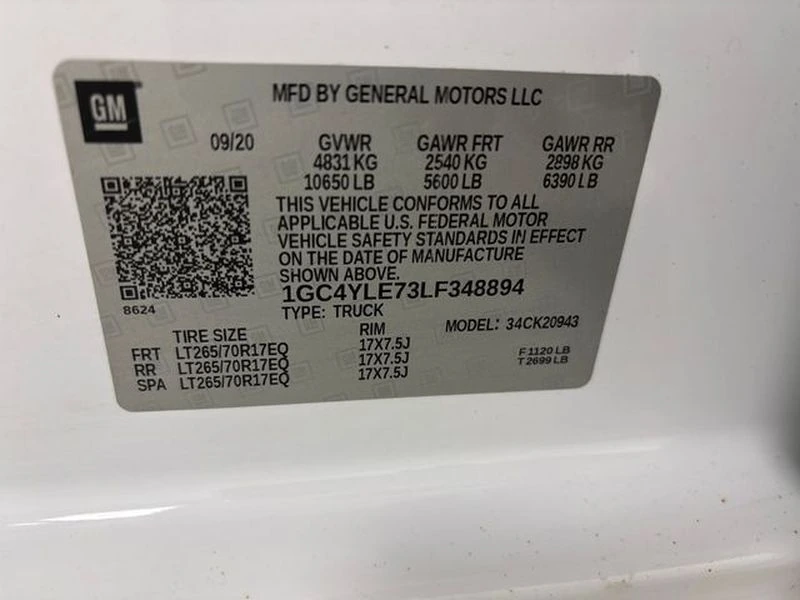 GM
MFD BY GENERAL MOTORS LLC
09/20 GVWR GAWR FRT GAWR RR
4831 KG 2540 KG 2898 KG
10650 LB 5600 LB 6390 LB
THIS VEHICLE CONFORMS TO ALL
APPLICABLE U.S. FEDERAL MOTOR
VEHICLE SAFETY STANDARDS IN EFFECT
ON THE DATE OF MANUFACTURE
SHOWN ABOVE.
1GC4YLE73LF348894
8624
TYPE: TRUCK
MODEL: 34CK20943
TIRE SIZE RIM
FRT LT265/70R17EQ 17X7.5J
RR LT265/70R17EQ 17X7.5J
SPA LT265/70R17EQ 17X7.5J
F1120 LB
T2699 LB